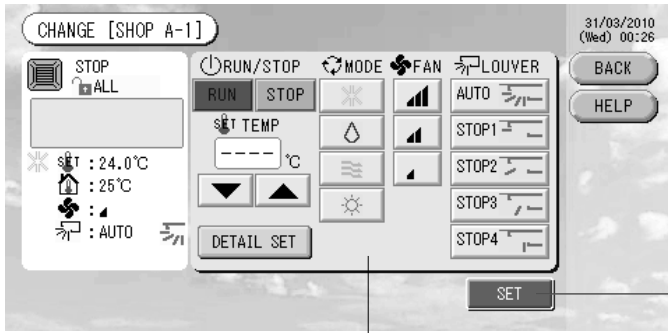 CHANGE [SHOP A-1]
31/03/2010
(Wed) 00:26
STOP
ALL
SET :24.0℃
:25℃
:
:AUTO
RUN/STOP
MODE
FAN
LOUVER
RUN
STOP
SET TEMP
----℃
DETAIL SET
AUTO
STOP1
STOP2
STOP3
STOP4
BACK
HELP
SET